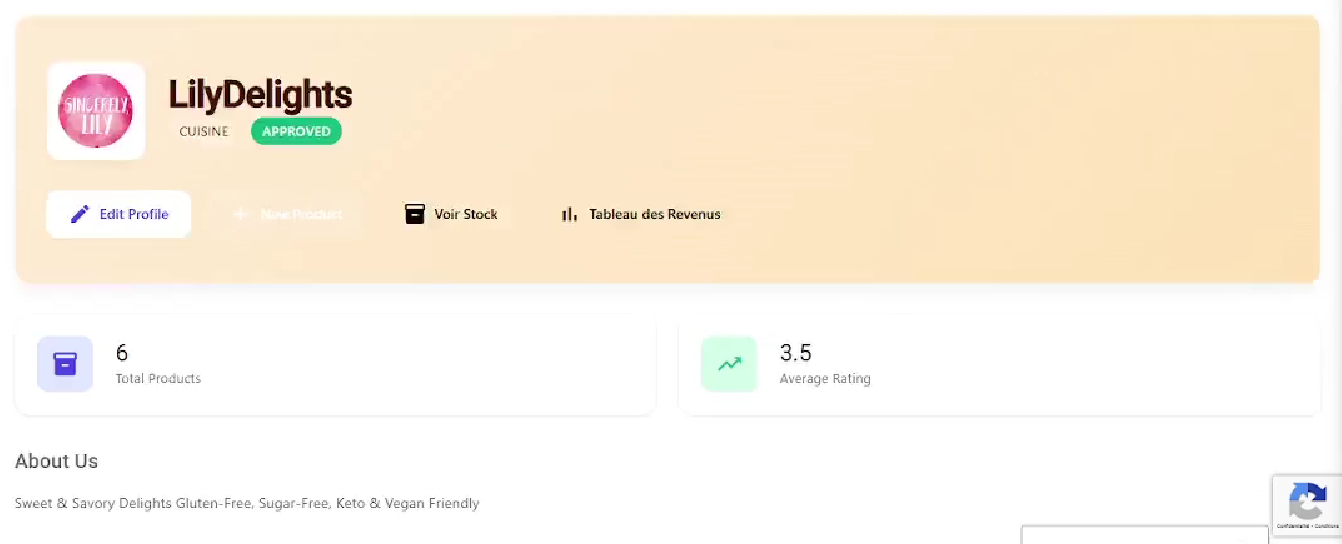 SINCERELY
LILY
LilyDelights
CUISINE
APPROVED
Edit Profile
New Product
Voir Stock
Tableau des Revenus
6
Total Products
3.5
Average Rating
About Us
Sweet & Savory Delights Gluten-Free, Sugar-Free, Keto & Vegan Friendly
Confidentialité • Conditions